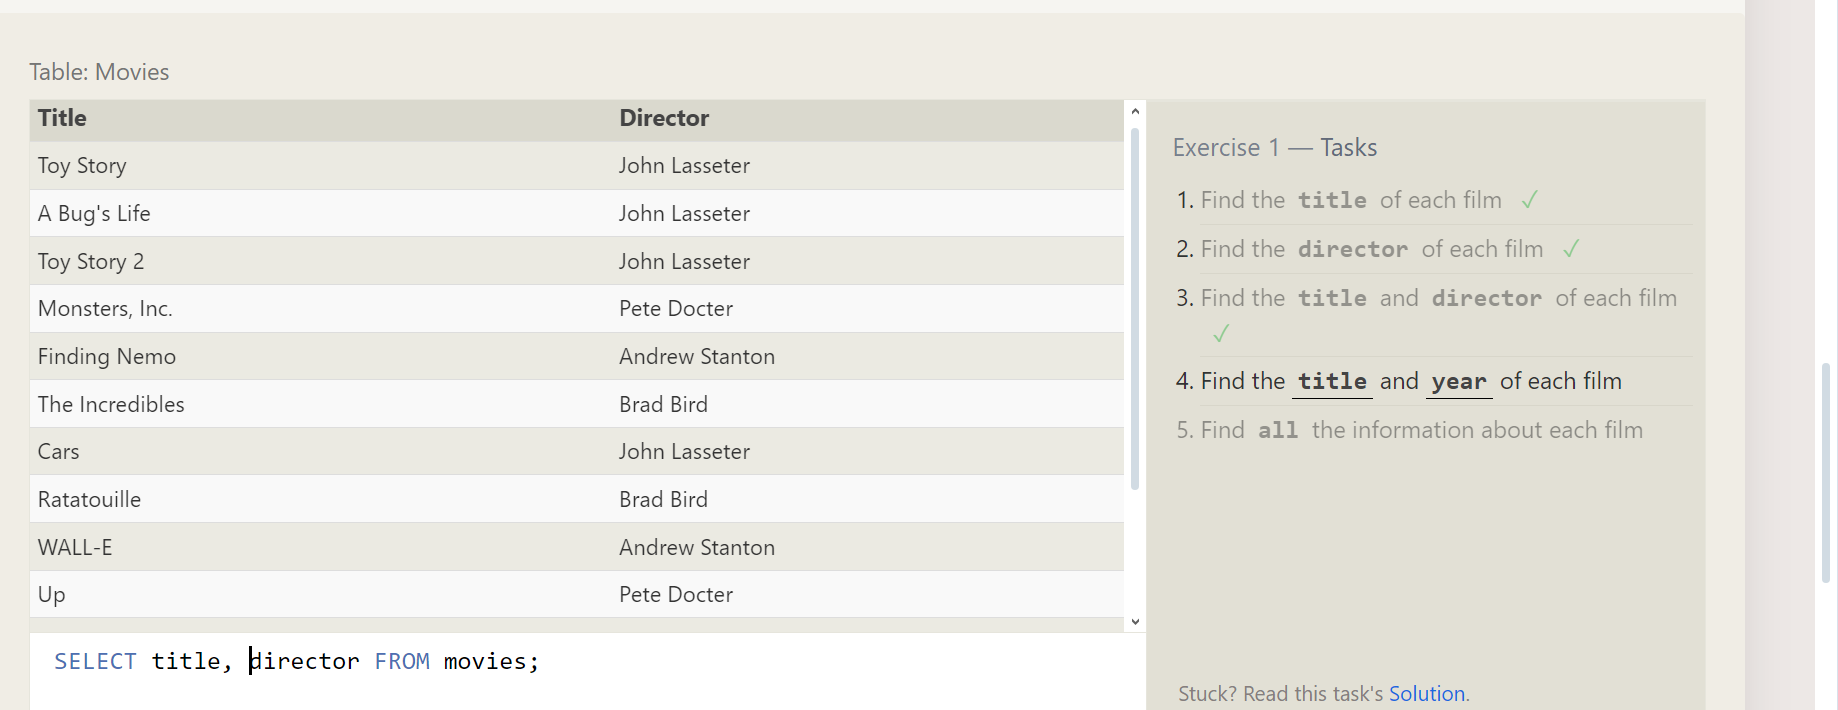 Table: Movies
Title Director
Toy Story John Lasseter
A Bug's Life John Lasseter
Toy Story 2 John Lasseter
Monsters, Inc. Pete Docter
Finding Nemo Andrew Stanton
The Incredibles Brad Bird
Cars John Lasseter
Ratatouille Brad Bird
WALL-E Andrew Stanton
Up Pete Docter
SELECT title, director FROM movies;
Exercise 1 — Tasks
1. Find the title of each film ✓
2. Find the director of each film ✓
3. Find the title and director of each film
✓
4. Find the title and year of each film
5. Find all the information about each film
Stuck? Read this task's Solution.